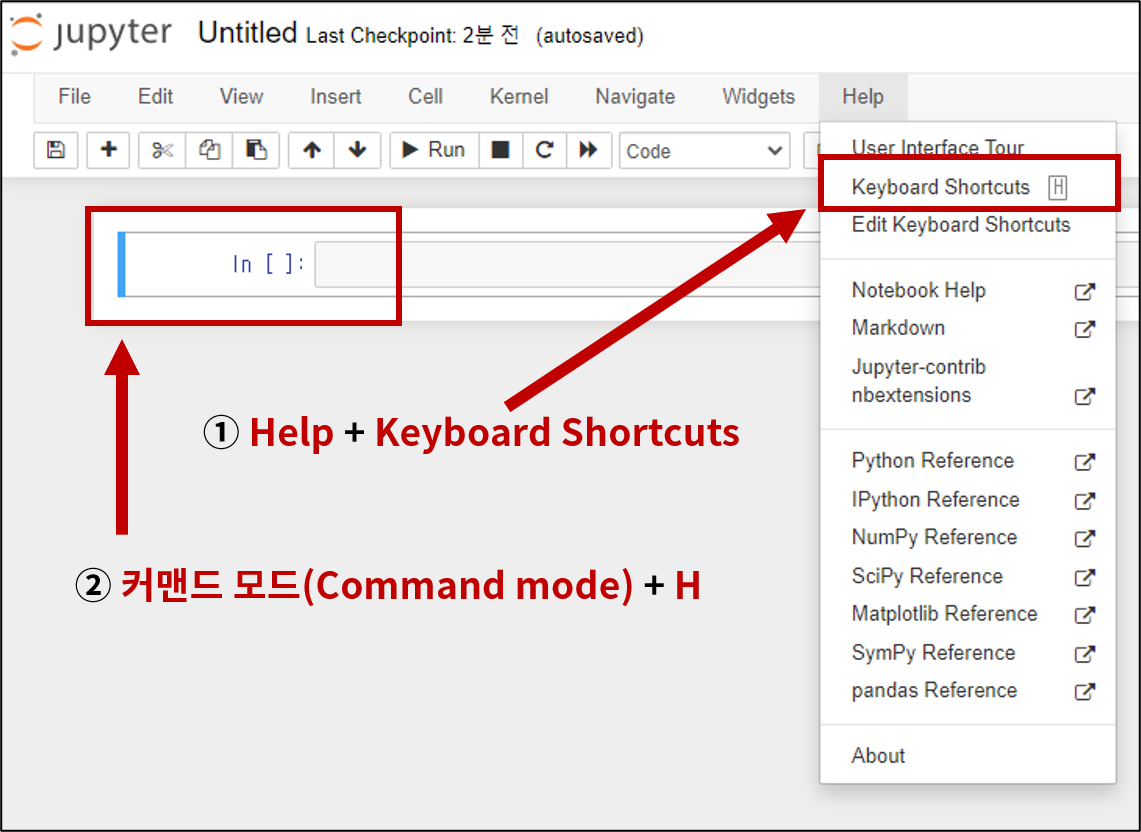 jupyter Untitled Last Checkpoint: 2분 전 (autosaved)
File Edit View Insert Cell Kernel Navigate Widgets Help
Run Code
User Interface Tour
Keyboard Shortcuts H
Edit Keyboard Shortcuts
In [ ]:
Notebook Help
Markdown
Jupyter-contrib
nbextensions
① Help + Keyboard Shortcuts
Python Reference
IPython Reference
NumPy Reference
② 커맨드 모드(Command mode) + H
SciPy Reference
Matplotlib Reference
SymPy Reference
pandas Reference
About